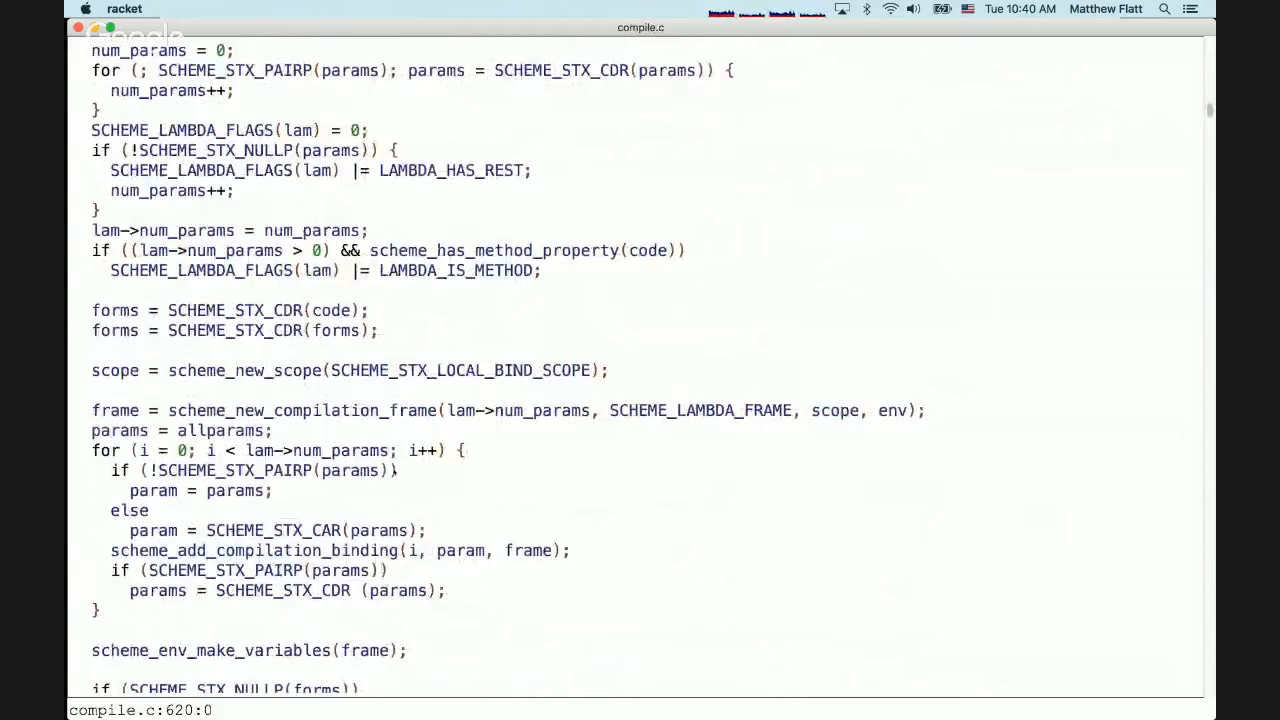 racket Tue 10:40 AM Matthew Flatt
compile.c
Google
num_params = 0;
for (; SCHEME_STX_PAIRP(params); params = SCHEME_STX_CDR(params)) {
num_params++;
}
SCHEME_LAMBDA_FLAGS(lam) = 0;
if (!SCHEME_STX_NULLP(params)) {
SCHEME_LAMBDA_FLAGS(lam) |= LAMBDA_HAS_REST;
num_params++;
}
lam->num_params = num_params;
if ((lam->num_params > 0) && scheme_has_method_property(code))
SCHEME_LAMBDA_FLAGS(lam) |= LAMBDA_IS_METHOD;
forms = SCHEME_STX_CDR(code);
forms = SCHEME_STX_CDR(forms);
scope = scheme_new_scope(SCHEME_STX_LOCAL_BIND_SCOPE);
frame = scheme_new_compilation_frame(lam->num_params, SCHEME_LAMBDA_FRAME, scope, env);
params = allparams;
for (i = 0; i < lam->num_params; i++) {
if (!SCHEME_STX_PAIRP(params))
param = params;
else
param = SCHEME_STX_CAR(params);
scheme_add_compilation_binding(i, param, frame);
if (SCHEME_STX_PAIRP(params))
params = SCHEME_STX_CDR (params);
}
scheme_env_make_variables(frame);
if (SCHEME_STX_NULLP(forms))
compile.c:620:0